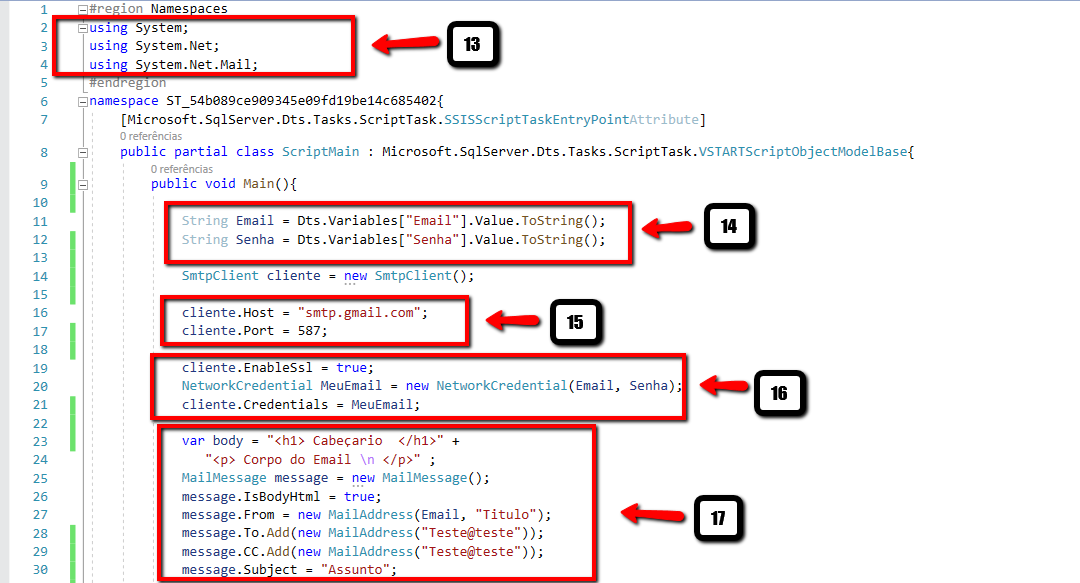 1 #region Namespaces
2 using System;
3 using System.Net;
4 using System.Net.Mail;
13
5 #endregion
6 namespace ST_54b089ce909345e09fd19be14c685402{
7 [Microsoft.SqlServer.Dts.Tasks.ScriptTask.SSISScriptTaskEntryPointAttribute]
0 referências
8 public partial class ScriptMain : Microsoft.SqlServer.Dts.Tasks.ScriptTask.VSTARTScriptObjectModelBase{
0 referências
9 public void Main(){
10
11 String Email = Dts.Variables["Email"].Value.ToString();
12 String Senha = Dts.Variables["Senha"].Value.ToString();
14
13
14 SmtpClient cliente = new SmtpClient();
15
16 cliente.Host = "smtp.gmail.com";
17 cliente.Port = 587;
15
18
19 cliente.EnableSsl = true;
20 NetworkCredential MeuEmail = new NetworkCredential(Email, Senha);
21 cliente.Credentials = MeuEmail;
16
22
23 var body = "<h1> Cabeçario </h1>" +
24 "<p> Corpo do Email \n </p>" ;
25 MailMessage message = new MailMessage();
26 message.IsBodyHtml = true;
27 message.From = new MailAddress(Email, "Titulo");
28 message.To.Add(new MailAddress("Teste@teste"));
29 message.CC.Add(new MailAddress("Teste@teste"));
30 message.Subject = "Assunto";
17